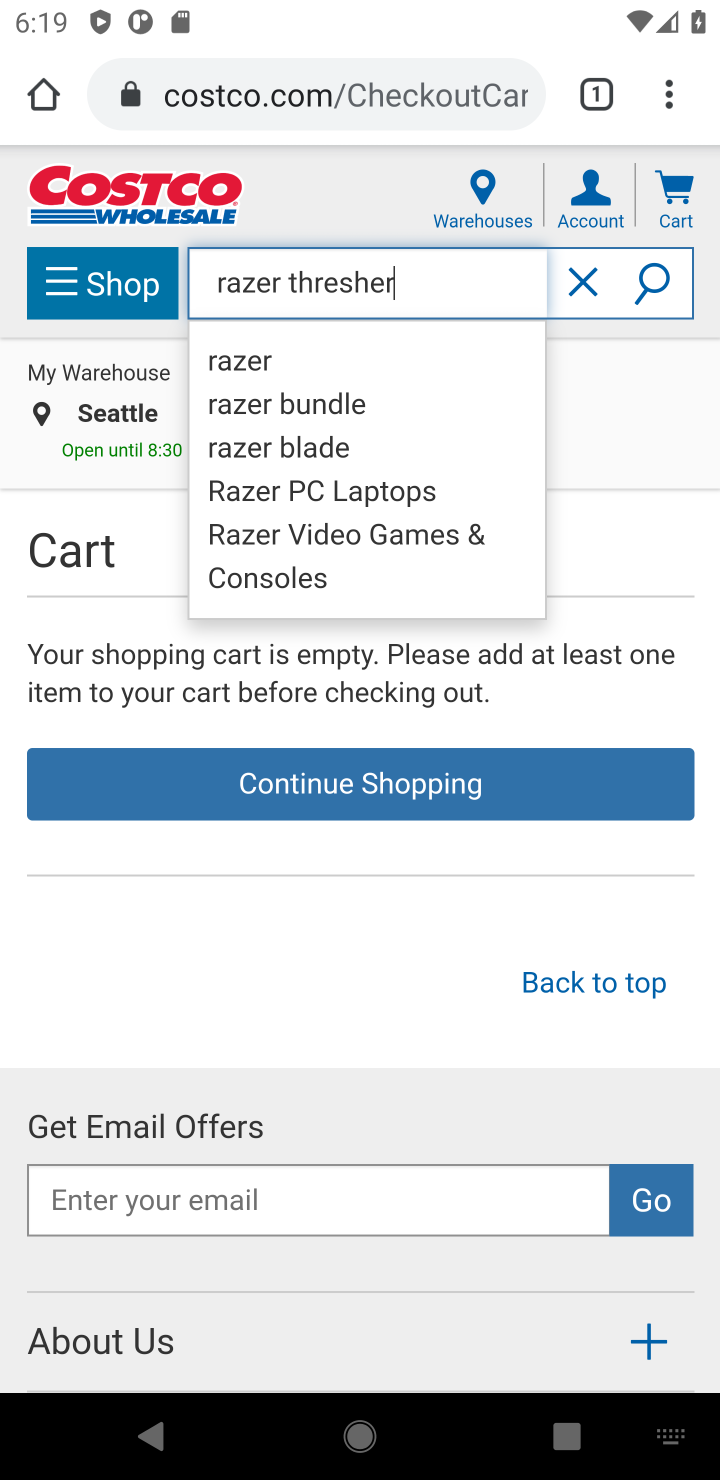 6:19
costco.com/CheckoutCar
1
COSTCO
WHOLESALE
Warehouses
Account
Cart
Shop
razer thresher
razer
razer bundle
razer blade
Razer PC Laptops
Razer Video Games &
Consoles
My Warehouse
Seattle
Open until 8:30
Cart
Your shopping cart is empty. Please add at least one
item to your cart before checking out.
Continue Shopping
Back to top
Get Email Offers
Enter your email
Go
About Us